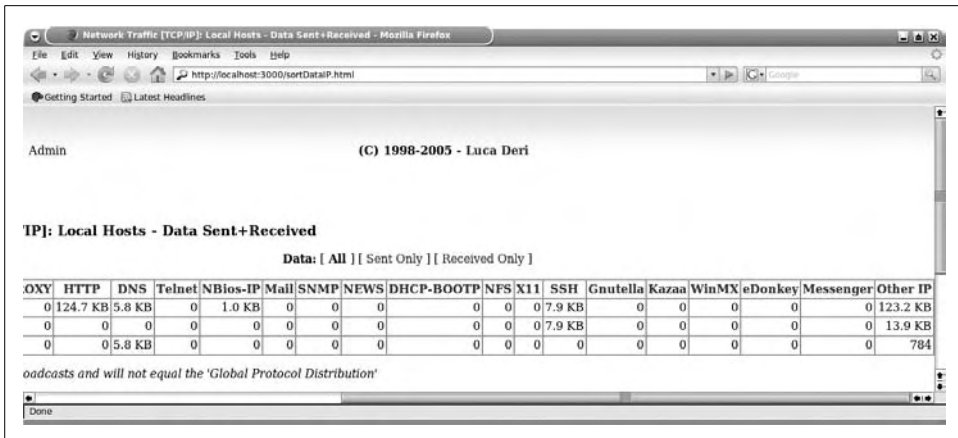 Network Traffic [TCP/IP]: Local Hosts - Data Sent+Received - Mozilla Firefox
File Edit View History Bookmarks Tools Help
http://localhost:3000/sortDataIP.html Google
Getting Started Latest Headlines
Admin (C) 1998-2005 - Luca Deri
IP]: Local Hosts - Data Sent+Received
Data: [ All ] [ Sent Only ] [ Received Only ]
OXY HTTP DNS Telnet NBios-IP Mail SNMP NEWS DHCP-BOOTP NFS X11 SSH Gnutella Kazaa WinMX eDonkey Messenger Other IP
0 124.7 KB 5.8 KB 0 1.0 KB 0 0 0 0 0 0 7.9 KB 0 0 0 0 0 123.2 KB
0 0 0 0 0 0 0 0 0 0 0 7.9 KB 0 0 0 0 0 13.9 KB
0 0 5.8 KB 0 0 0 0 0 0 0 0 0 0 0 0 0 0 784
oadcasts and will not equal the 'Global Protocol Distribution'
Done